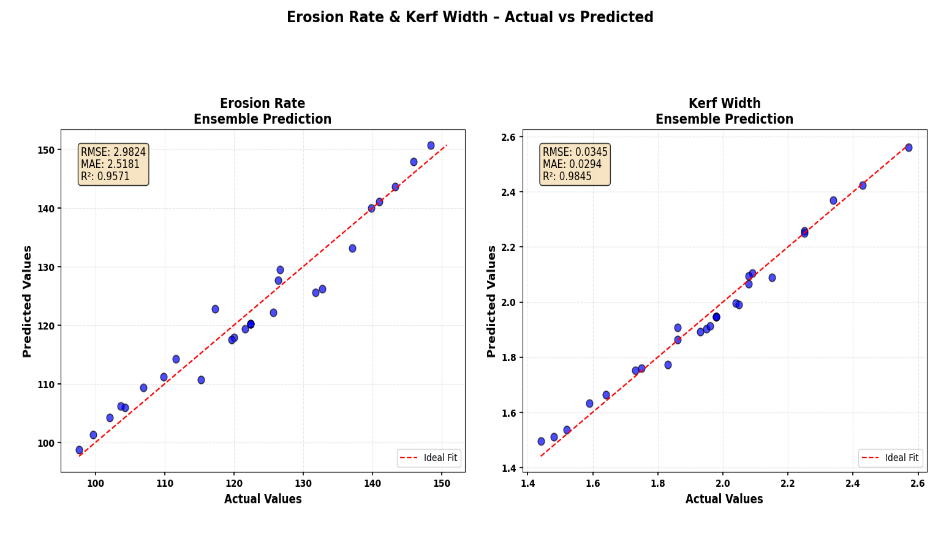 Erosion Rate & Kerf Width – Actual vs Predicted
Erosion Rate
Ensemble Prediction
RMSE: 2.9824
MAE: 2.5181
R²: 0.9571
150
140
130
120
110
100
Predicted Values
100
110
120
130
140
150
Actual Values
Ideal Fit
Kerf Width
Ensemble Prediction
RMSE: 0.0345
MAE: 0.0294
R²: 0.9845
2.6
2.4
2.2
2.0
1.8
1.6
1.4
Predicted Values
1.4
1.6
1.8
2.0
2.2
2.4
2.6
Actual Values
Ideal Fit